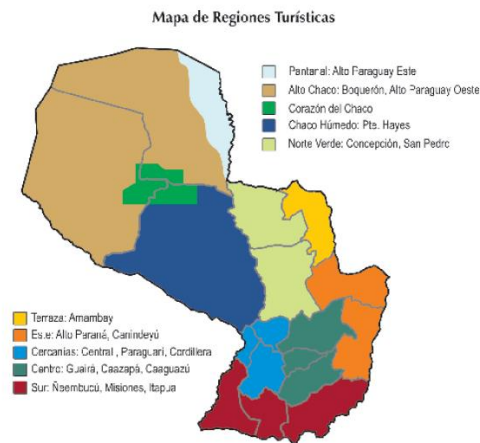 Mapa de Regiones Turísticas
Pantanal: Alto Paraguay Este
Alto Chaco: Boquerón, Alto Paraguay Oeste
Corazón del Chaco
Chaco Húmedo: Pte. Hayes
Norte Verde: Concepción, San Pedro
Terraza: Amambay
Es.e: Alto Paraná, Canindeyú
Cercanías: Central , Paraguarí, Cordillera
Centro: Guairá, Caazapá, Caaguazú
Sur: Ñeembucú, Misiones, Itapua